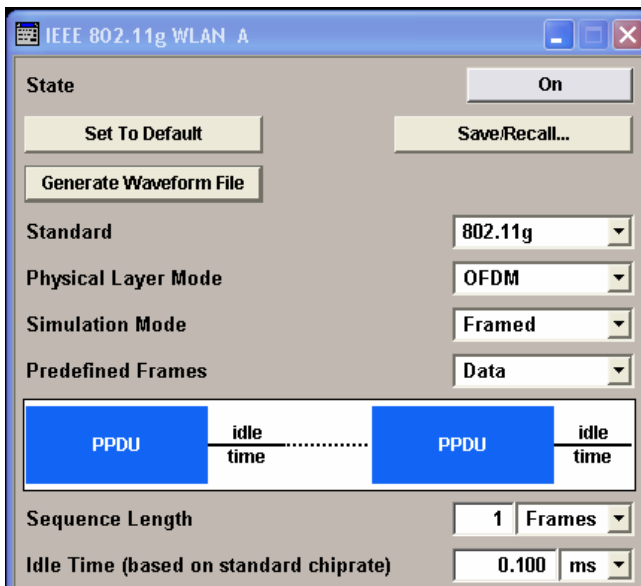 IEEE 802.11g WLAN A
State On
Set To Default Save/Recall...
Generate Waveform File
Standard 802.11g
Physical Layer Mode OFDM
Simulation Mode Framed
Predefined Frames Data
PPDU idle time PPDU idle time
Sequence Length 1 Frames
Idle Time (based on standard chiprate) 0.100 ms